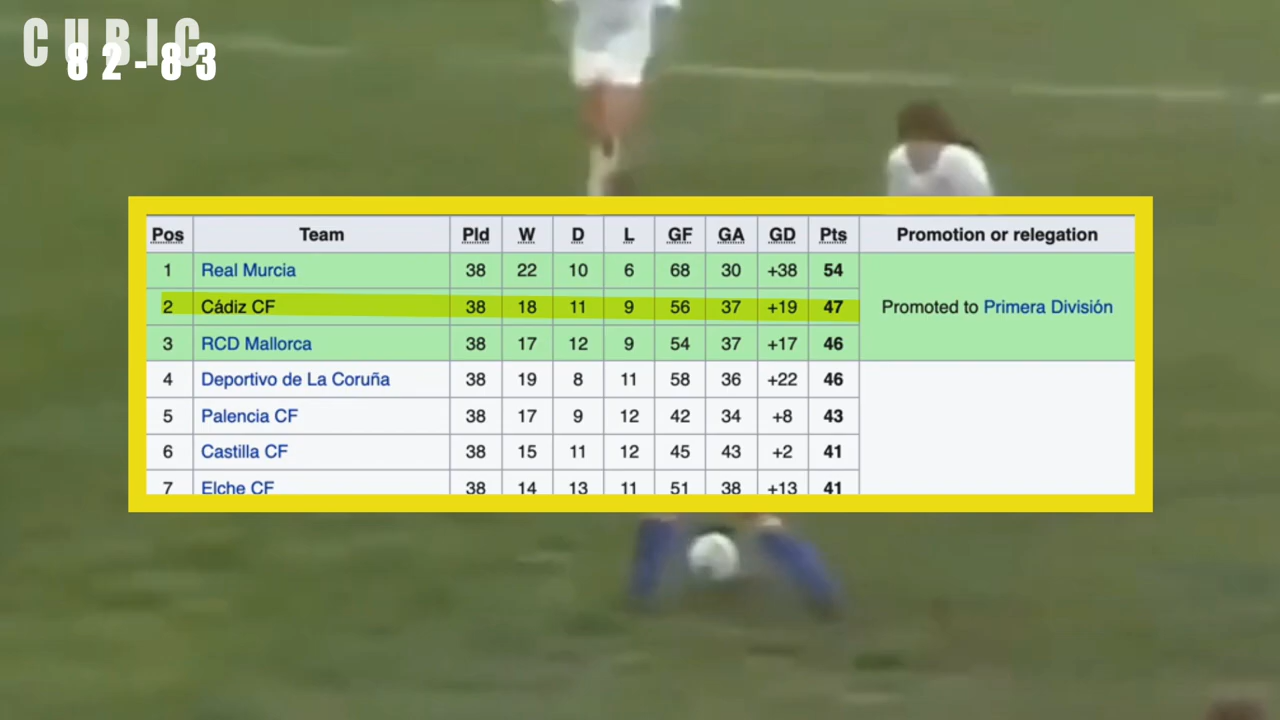 CUBIC
82-83
Pos Team Pld W D L GF GA GD Pts Promotion or relegation
1 Real Murcia 38 22 10 6 68 30 +38 54
2 Cádiz CF 38 18 11 9 56 37 +19 47 Promoted to Primera División
3 RCD Mallorca 38 17 12 9 54 37 +17 46
4 Deportivo de La Coruña 38 19 8 11 58 36 +22 46
5 Palencia CF 38 17 9 12 42 34 +8 43
6 Castilla CF 38 15 11 12 45 43 +2 41
7 Elche CF 38 14 13 11 51 38 +13 41